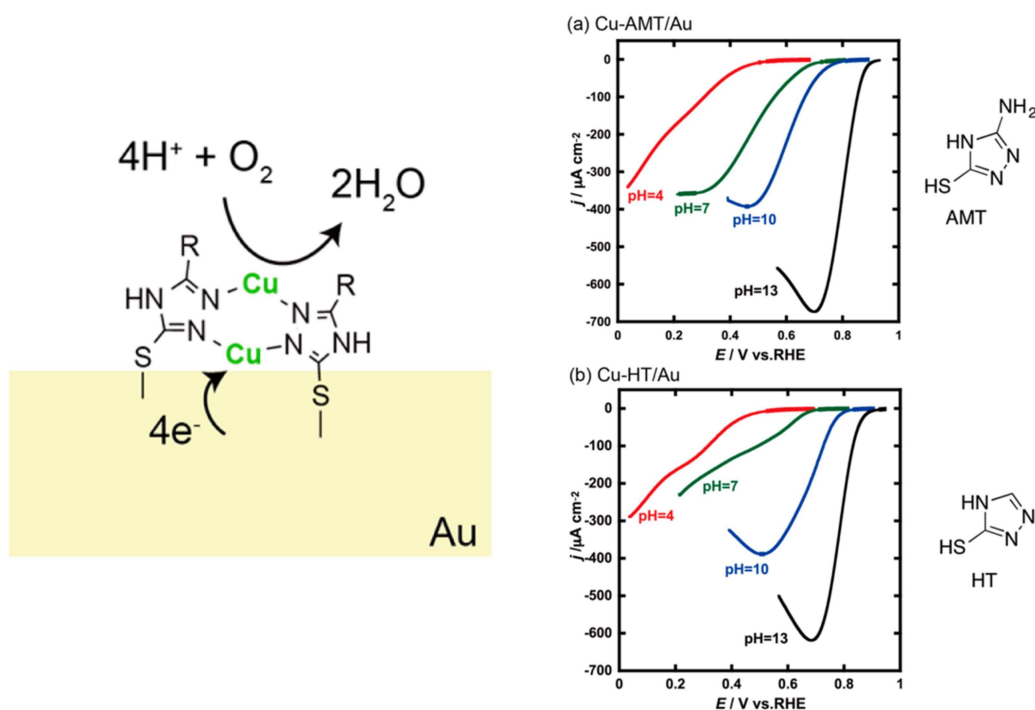 4H⁺ + O₂
2H₂O
R
Cu
R
HN
N
N
N
N
Cu
NH
S
S
4e⁻
Au
(a) Cu-AMT/Au
0
-100
-200
-300
-400
-500
-600
-700
j / µA cm⁻²
pH=4
pH=7
pH=10
pH=13
0
0.2
0.4
0.6
0.8
1
E / V vs.RHE
NH₂
HN
N
N
HS
AMT
(b) Cu-HT/Au
0
-100
-200
-300
-400
-500
-600
-700
j /µA cm⁻²
pH=4
pH=7
pH=10
pH=13
0
0.2
0.4
0.6
0.8
1
E / V vs.RHE
HN
N
N
HS
HT